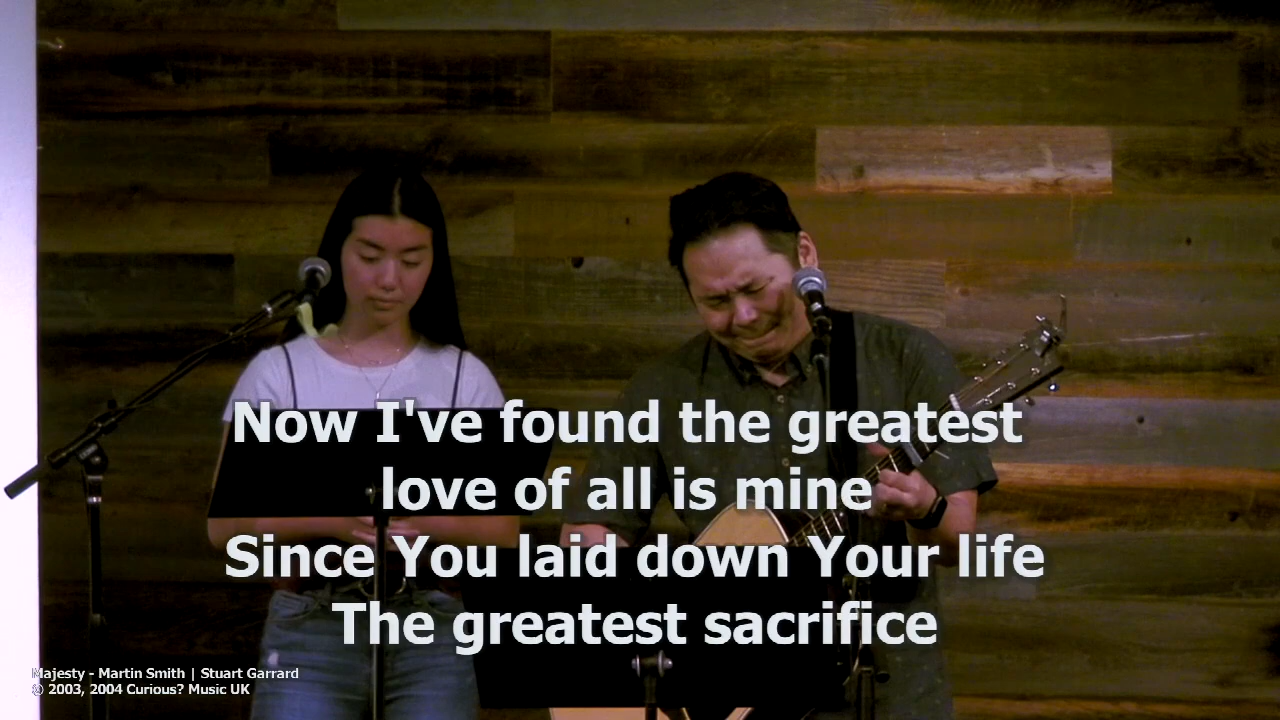 Now I've found the greatest
love of all is mine
Since You laid down Your life
The greatest sacrifice
Majesty - Martin Smith | Stuart Garrard
© 2003, 2004 Curious? Music UK